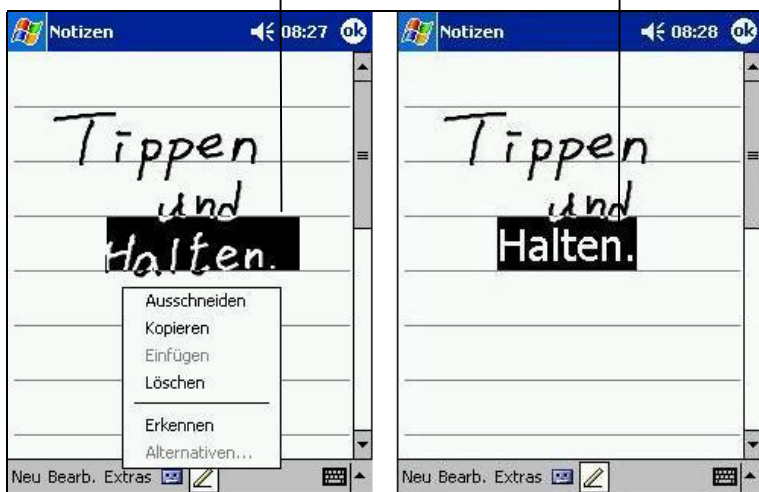 Notizen 08:27 ok
Tippen
und
Halten.
Ausschneiden
Kopieren
Einfügen
Löschen
Erkennen
Alternativen...
Neu Bearb. Extras
Notizen 08:28 ok
Tippen
und
Halten.
Neu Bearb. Extras